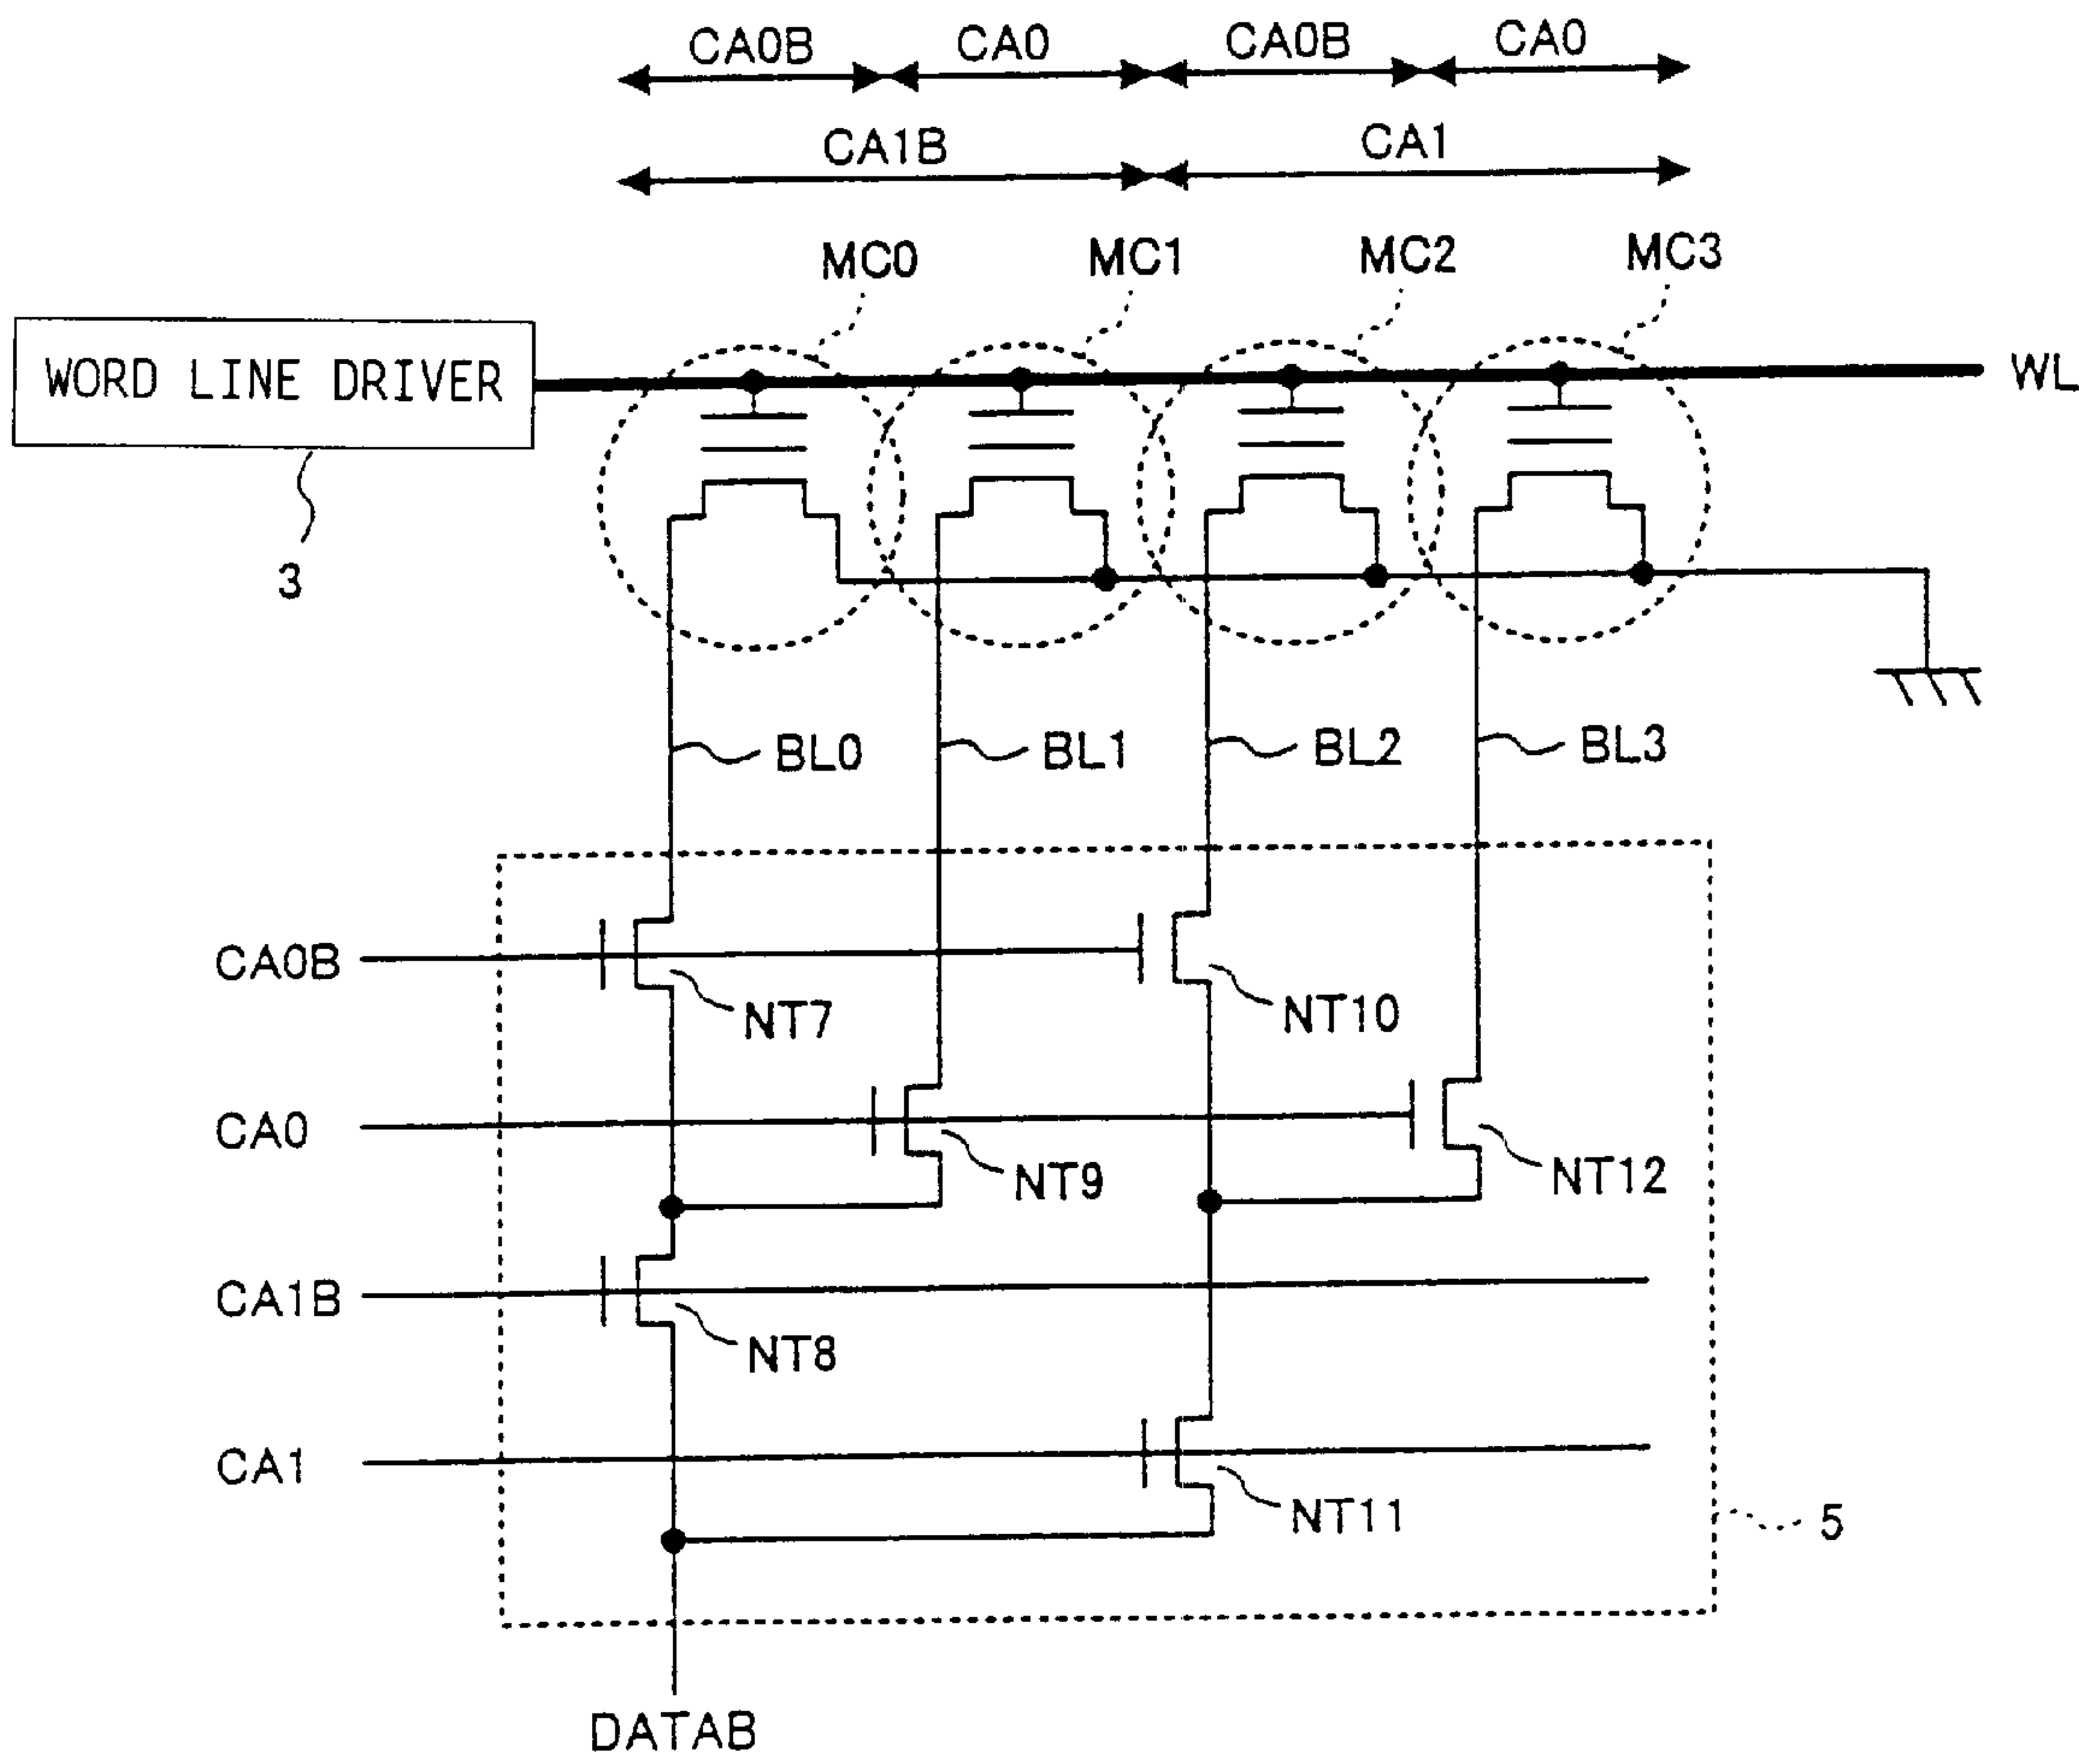 CA0B CA0 CA0B CA0
CA1B CA1
MC0 MC1 MC2 MC3
WORD LINE DRIVER
WL
3
BL0 BL1 BL2 BL3
CA0B
NT7 NT10
CA0
NT9 NT12
CA1B
NT8
CA1
NT11
5
DATAB